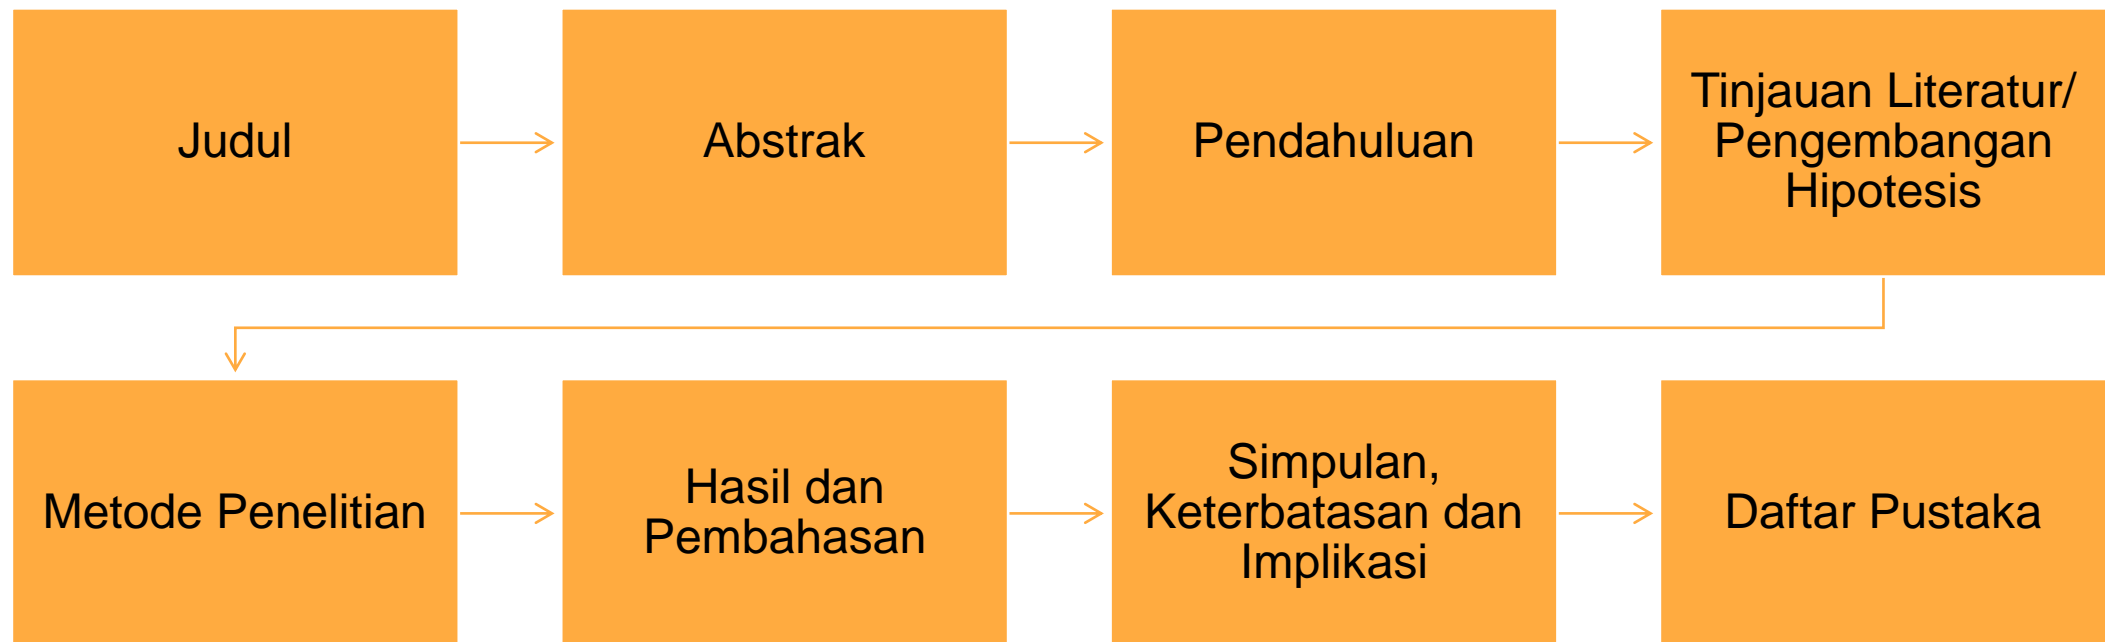 Judul
Abstrak
Pendahuluan
Tinjauan Literatur/
Pengembangan
Hipotesis
Metode Penelitian
Hasil dan
Pembahasan
Simpulan,
Keterbatasan dan
Implikasi
Daftar Pustaka